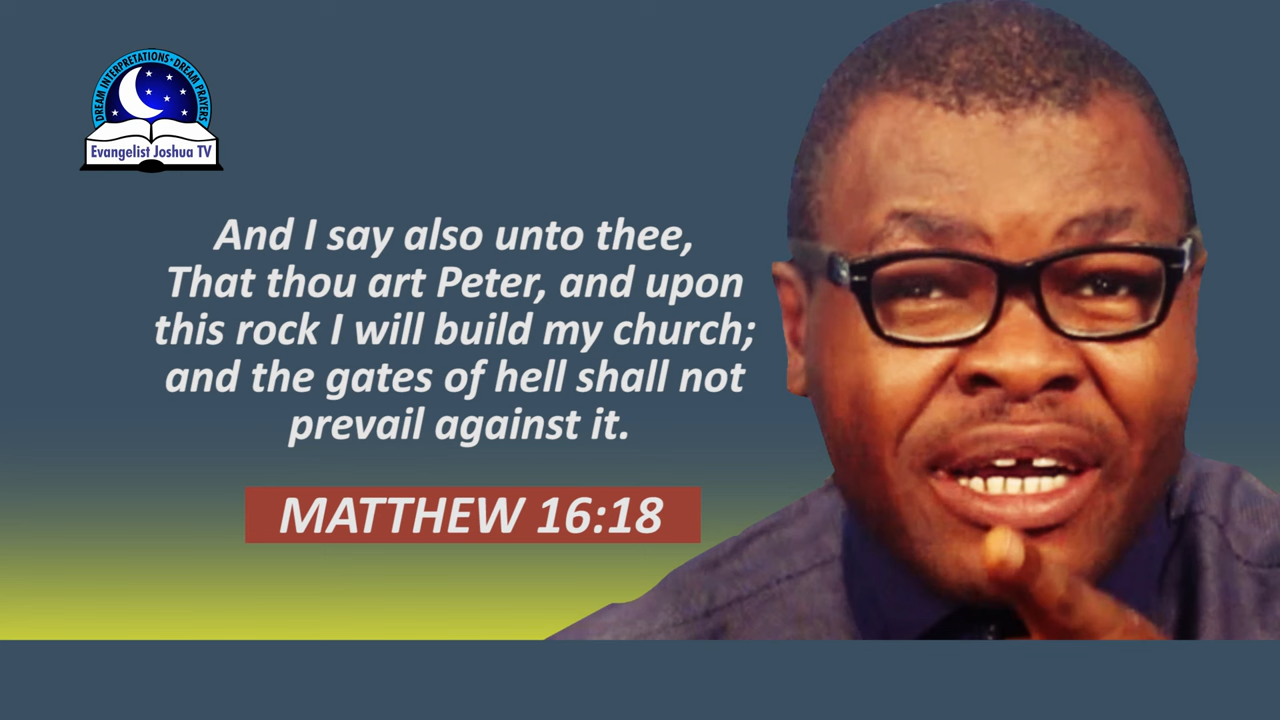 DREAM INTERPRETATIONS · DREAM PRAYERS
Evangelist Joshua TV
And I say also unto thee,
That thou art Peter, and upon
this rock I will build my church;
and the gates of hell shall not
prevail against it.
MATTHEW 16:18